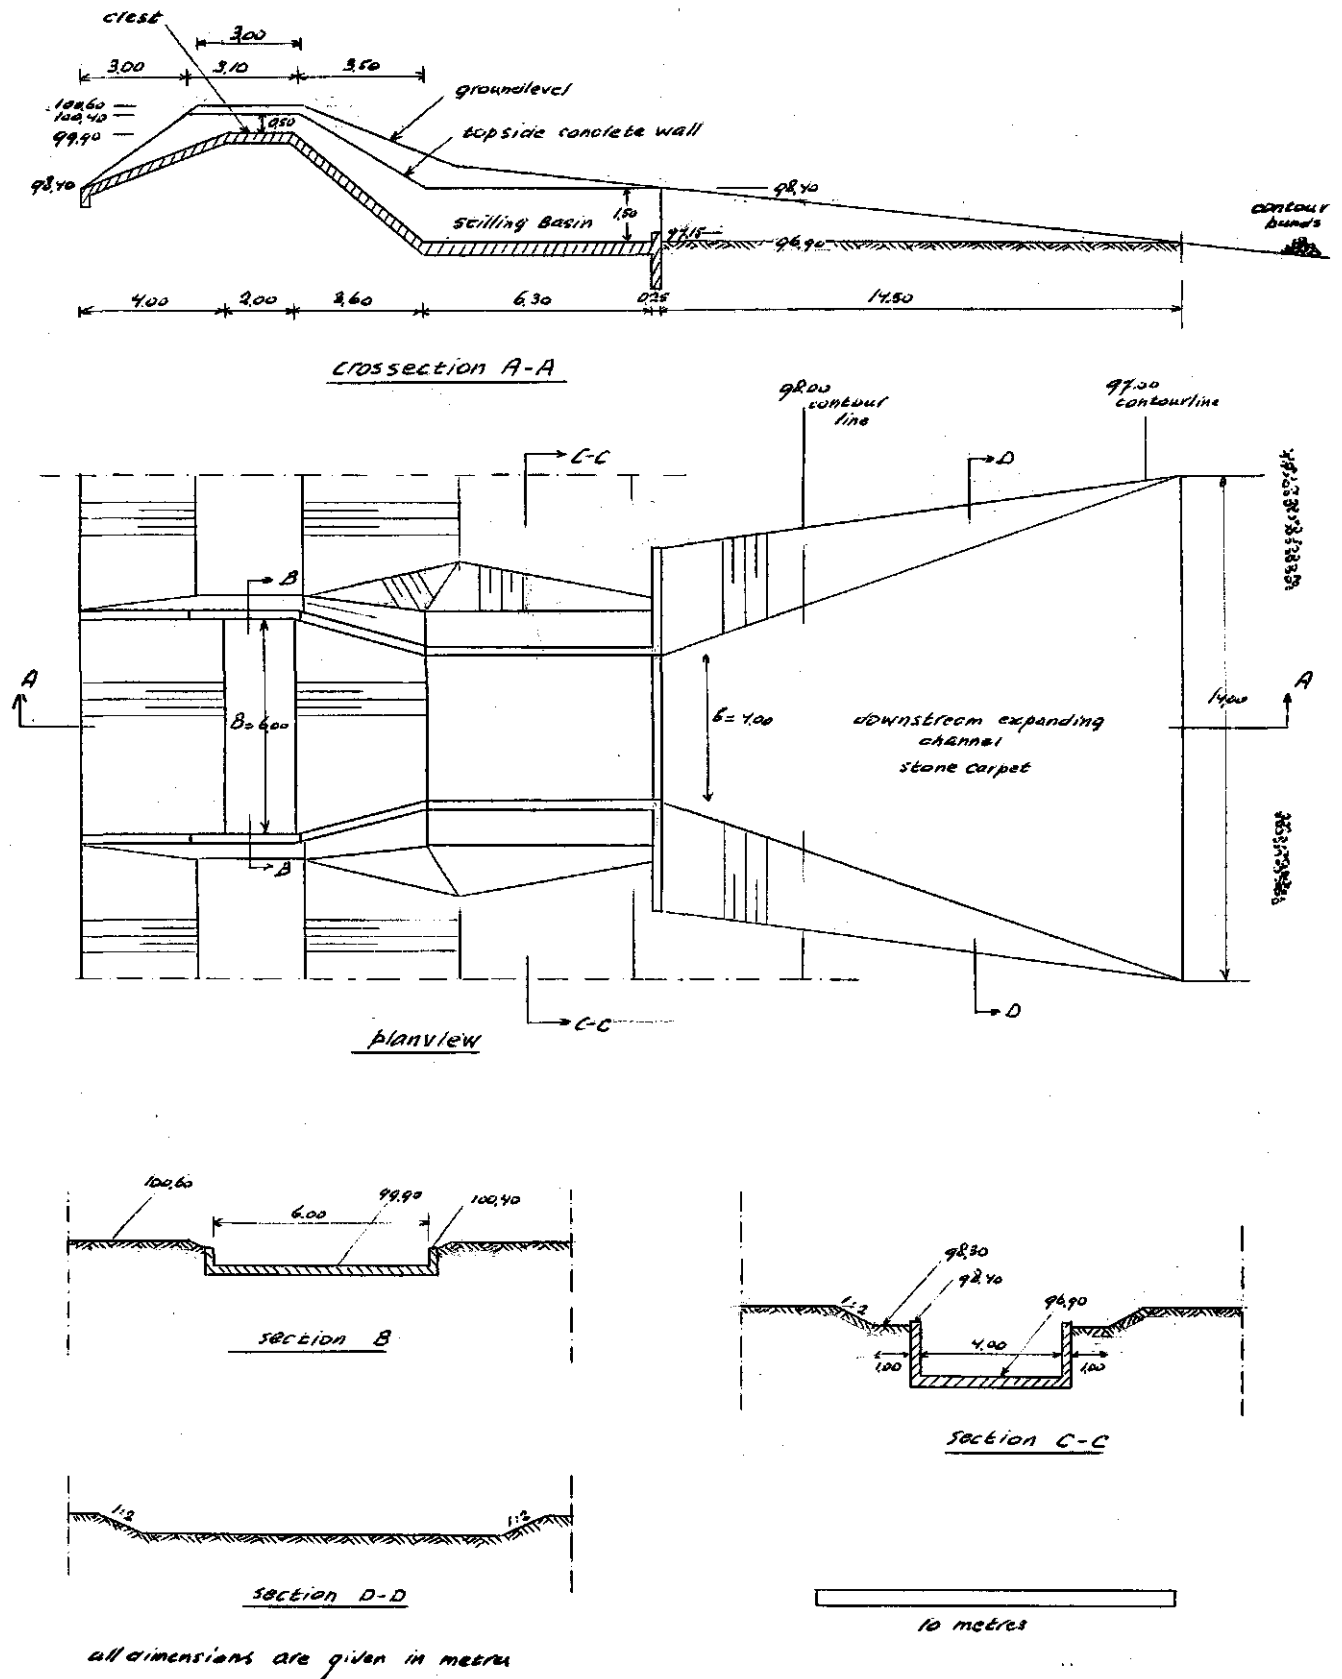 crest
3,00
3,00
3,10
3,50
groundlevel
100,60
100,40
0,50
99,90
topside concrete wall
98,40
98,40
stilling Basin
1,50
contour
bunds
97,15
96,90
4.00
2,00
3,60
6,30
0,25
14.50
crossection A-A
98.00
contour
line
97.00
contourline
C-C
D
B
A
A
B=6,00
b=4,00
14,00
downstream expanding
channel
stone carpet
B
D
C-C
planview
100,60
99,90
100,40
6.00
98,30
98,40
1:2
96,90
4,00
1,00
1,00
section B
section C-C
1:2
1:2
section D-D
10 metres
all dimensions are given in metres